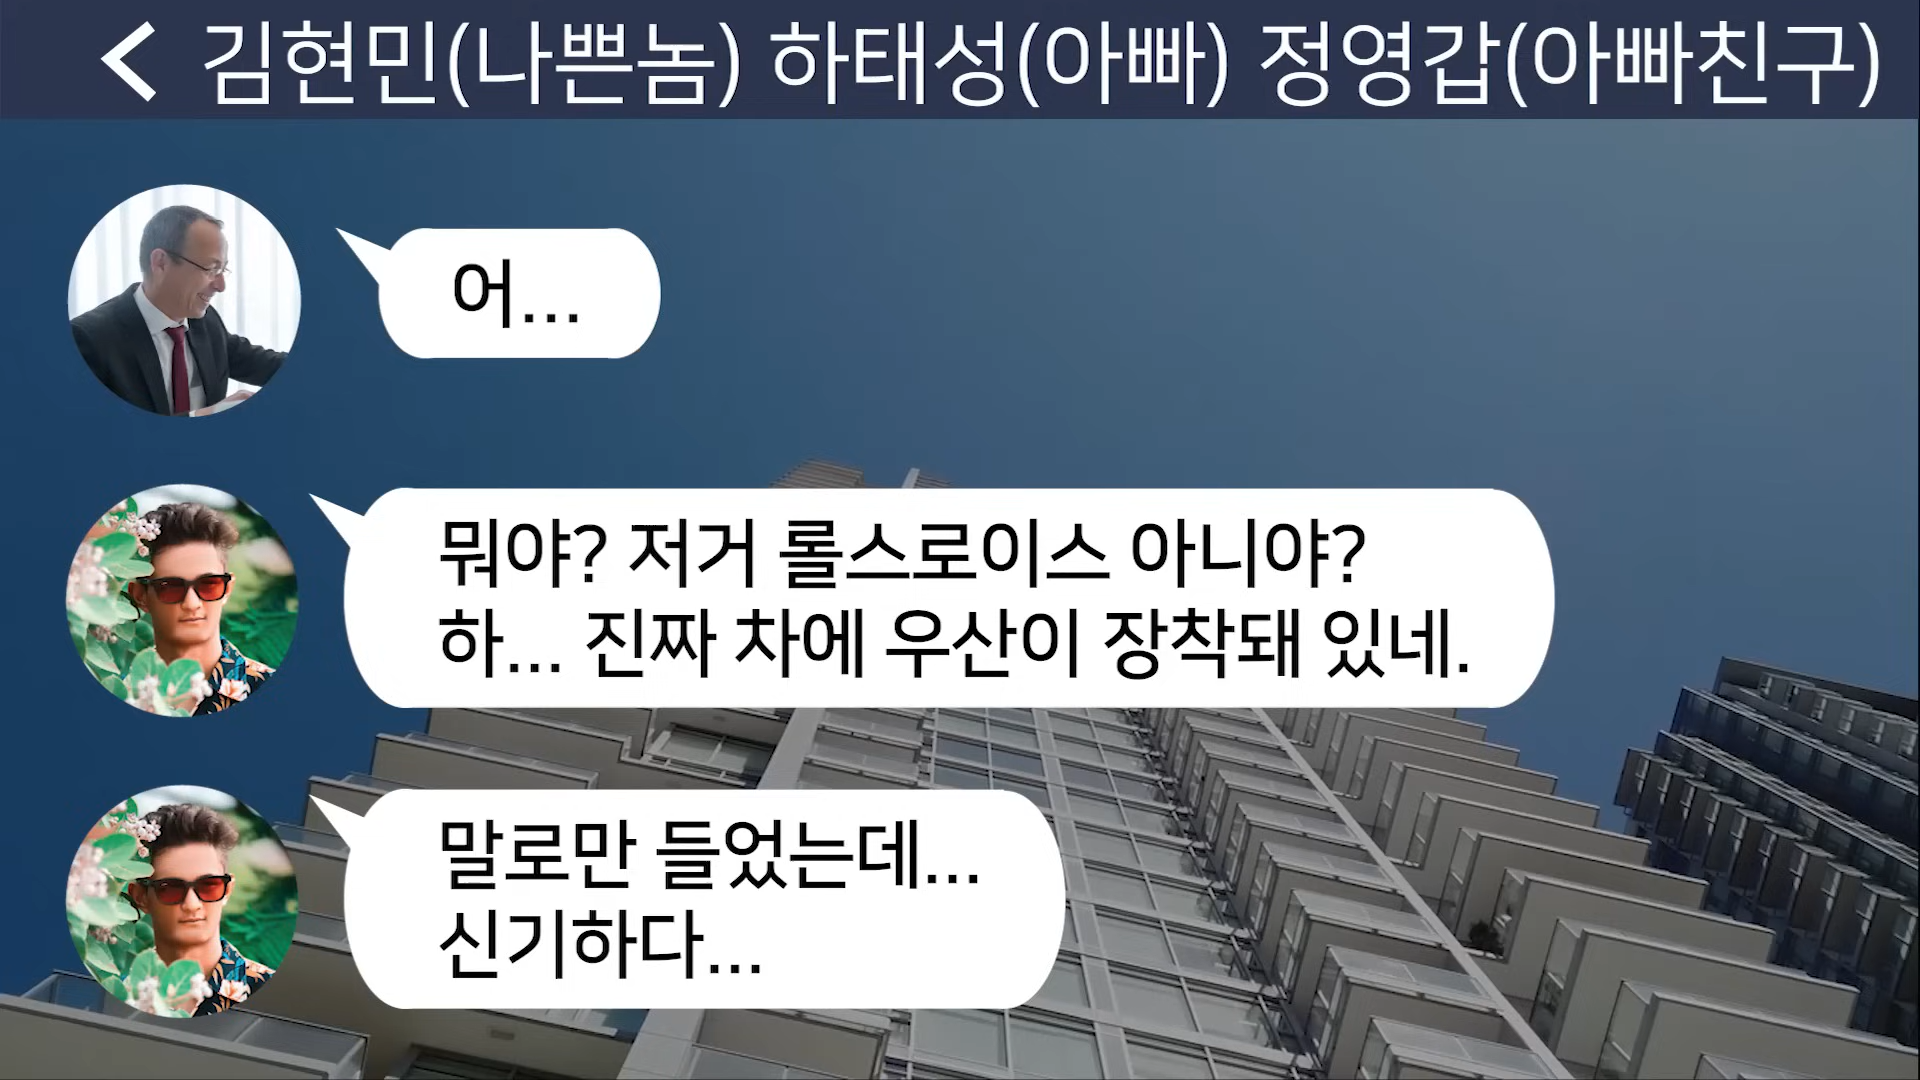 김현민(나쁜놈) 하태성(아빠) 정영갑(아빠친구)
어...
뭐야? 저거 롤스로이스 아니야?
하... 진짜 차에 우산이 장착돼 있네.
말로만 들었는데...
신기하다...